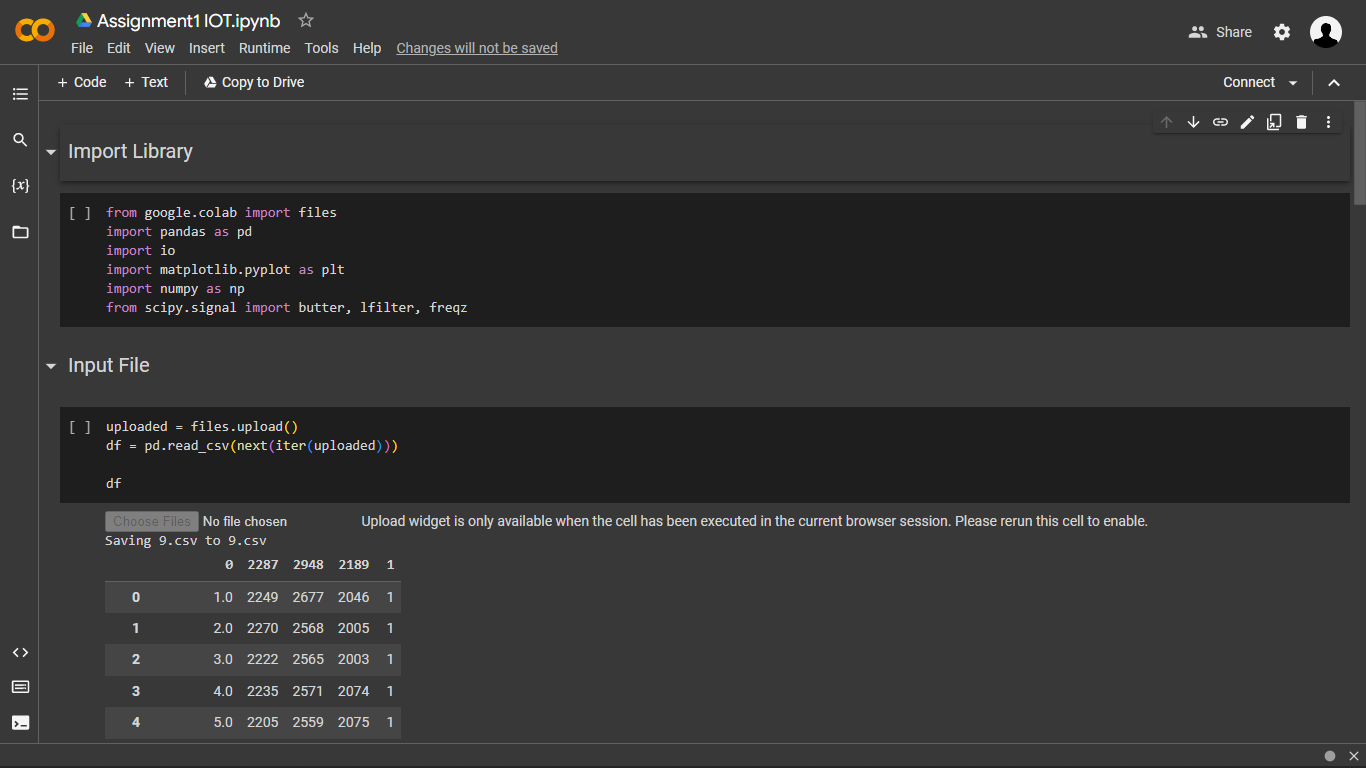 Assignment1 IOT.ipynb
File Edit View Insert Runtime Tools Help Changes will not be saved
Share
+ Code + Text Copy to Drive
Connect
Import Library
{x}
[ ] from google.colab import files
import pandas as pd
import io
import matplotlib.pyplot as plt
import numpy as np
from scipy.signal import butter, lfilter, freqz
Input File
[ ] uploaded = files.upload()
df = pd.read_csv(next(iter(uploaded)))
df
Choose Files No file chosen Upload widget is only available when the cell has been executed in the current browser session. Please rerun this cell to enable.
Saving 9.csv to 9.csv
0 2287 2948 2189 1
0 1.0 2249 2677 2046 1
1 2.0 2270 2568 2005 1
2 3.0 2222 2565 2003 1
3 4.0 2235 2571 2074 1
4 5.0 2205 2559 2075 1